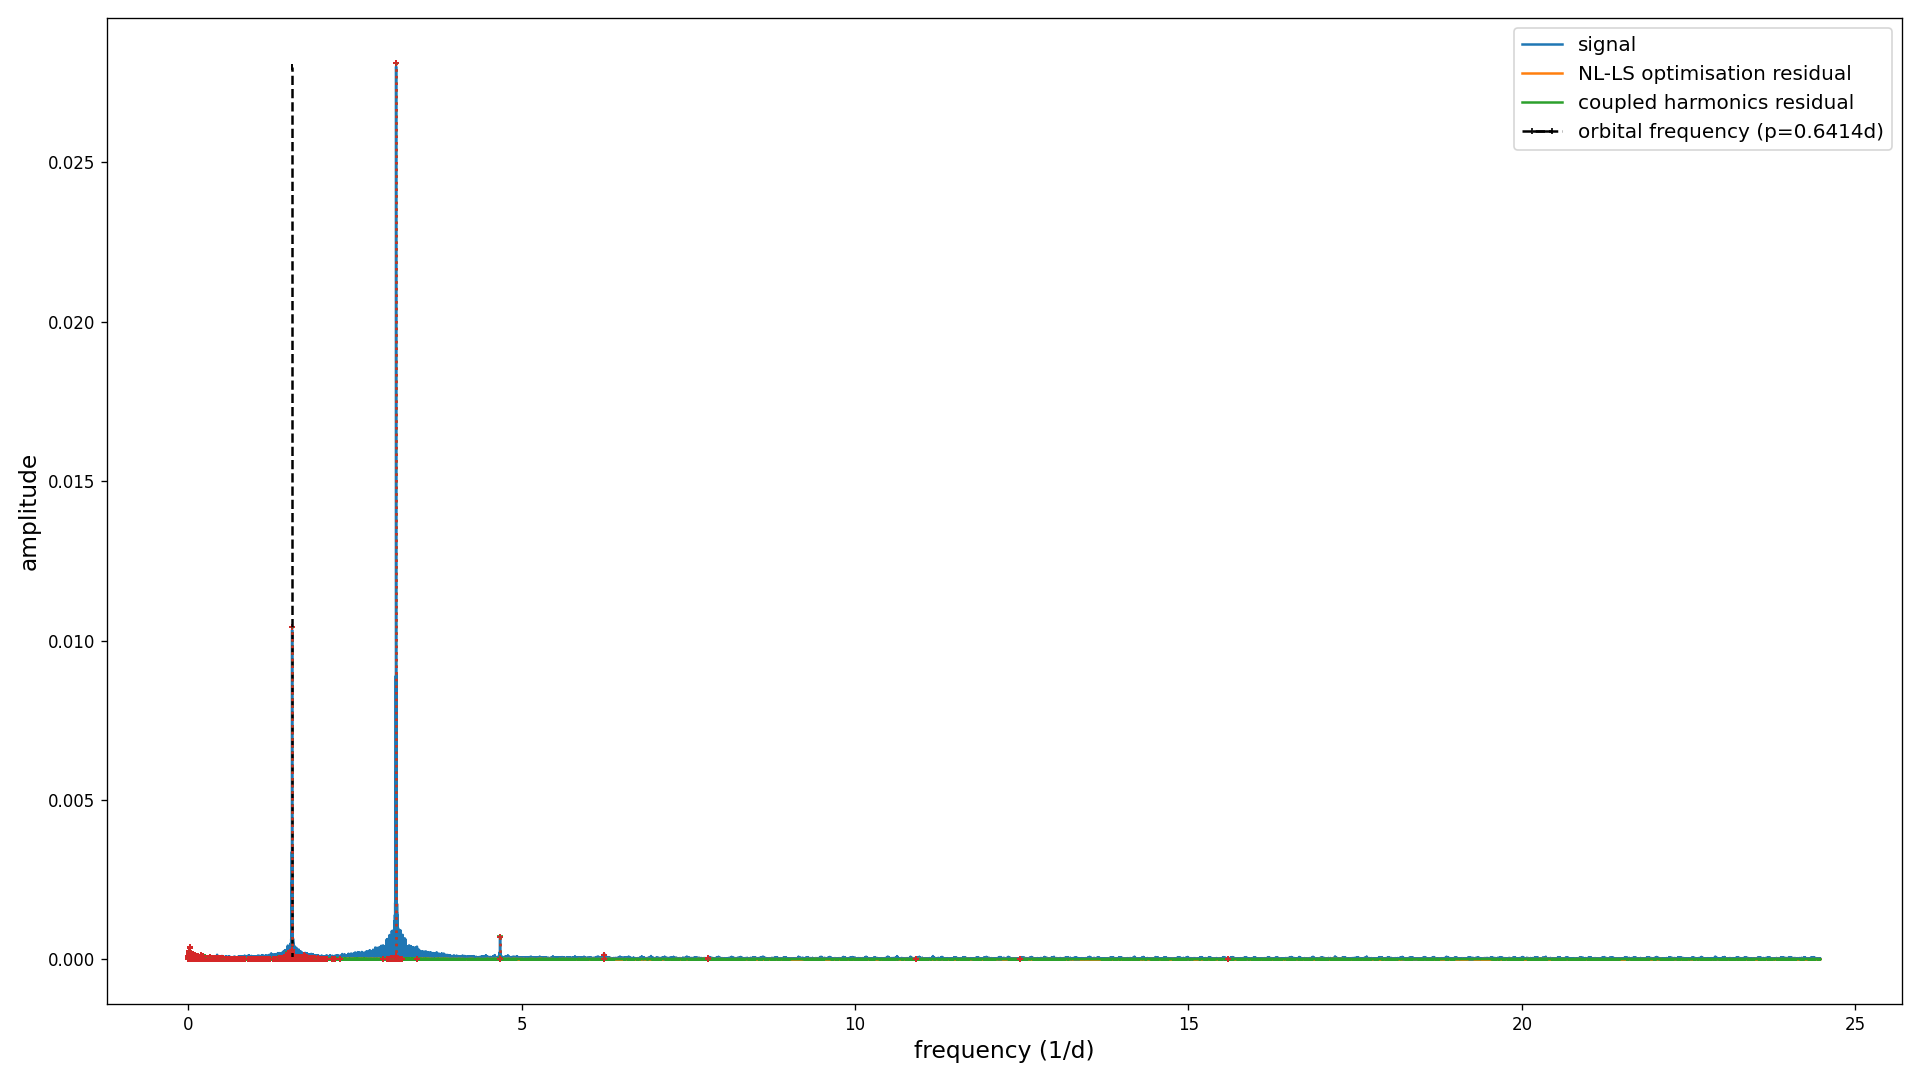 signal
NL-LS optimisation residual
coupled harmonics residual
orbital frequency (p=0.6414d)
amplitude
0.025
0.020
0.015
0.010
0.005
0.000
0 5 10 15 20 25
frequency (1/d)